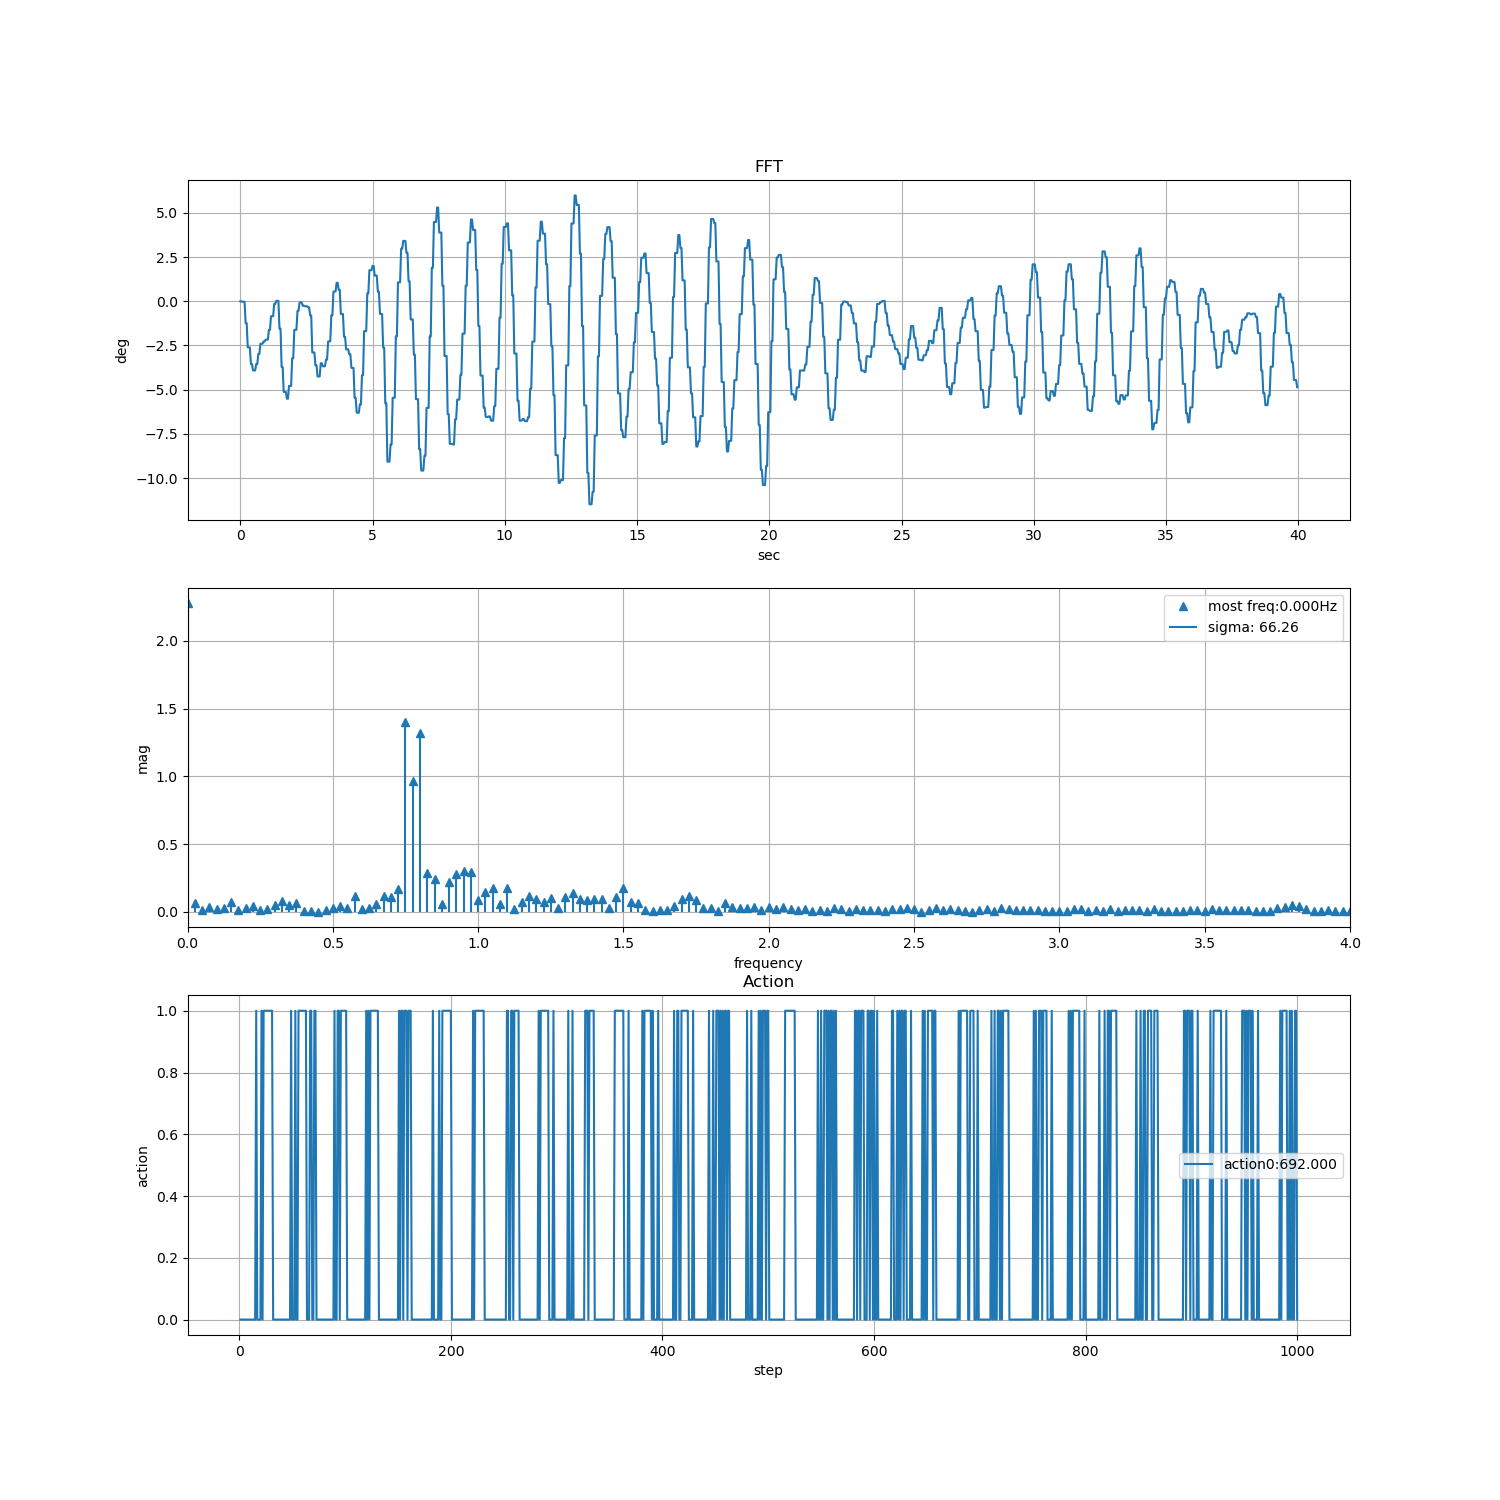 FFT
5.0
2.5
0.0
−2.5
−5.0
−7.5
−10.0
deg
0 5 10 15 20 25 30 35 40
sec
most freq:0.000Hz
sigma: 66.26
2.0
1.5
1.0
0.5
0.0
mag
0.0 0.5 1.0 1.5 2.0 2.5 3.0 3.5 4.0
frequency
Action
1.0
0.8
0.6
0.4
0.2
0.0
action
action0:692.000
0 200 400 600 800 1000
step